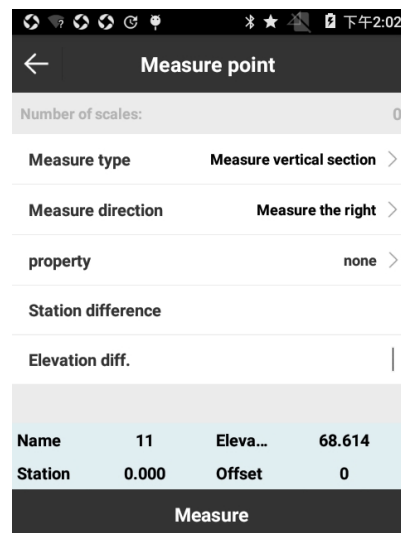 下午2:02
Measure point
Number of scales: 0
Measure type Measure vertical section
Measure direction Measure the right
property none
Station difference
Elevation diff.
Name 11 Eleva... 68.614
Station 0.000 Offset 0
Measure